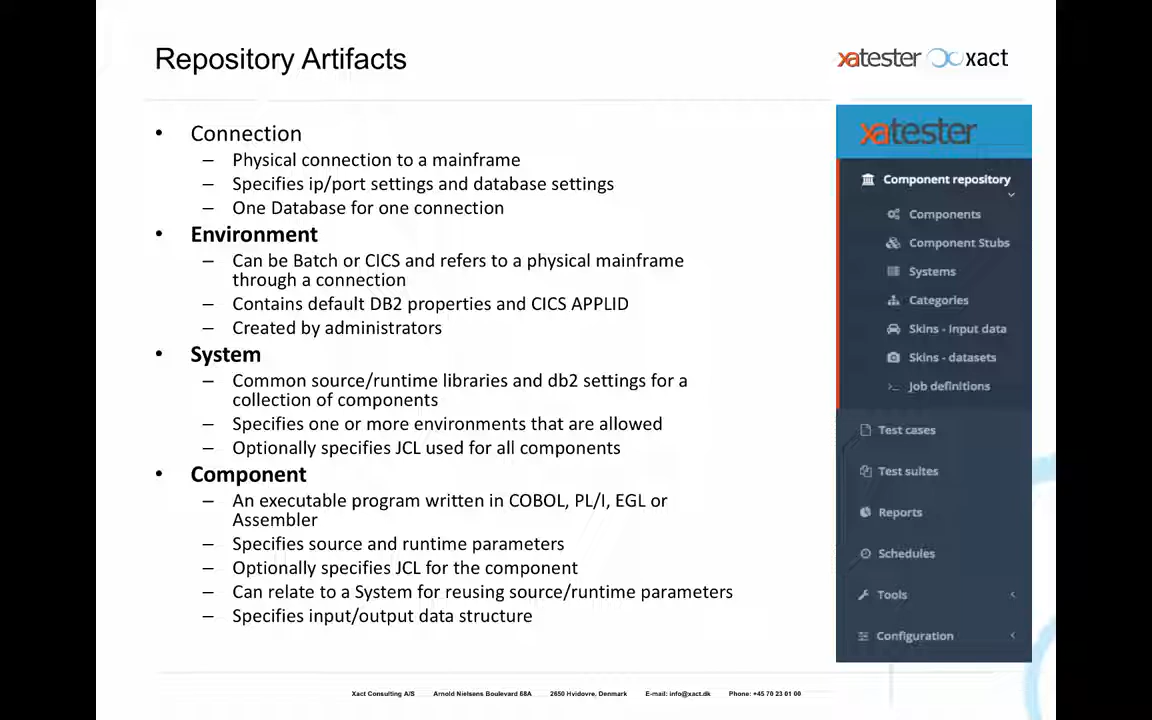 Repository Artifacts
xatester xact
• Connection
– Physical connection to a mainframe
– Specifies ip/port settings and database settings
– One Database for one connection
• Environment
– Can be Batch or CICS and refers to a physical mainframe
through a connection
– Contains default DB2 properties and CICS APPLID
– Created by administrators
• System
– Common source/runtime libraries and db2 settings for a
collection of components
– Specifies one or more environments that are allowed
– Optionally specifies JCL used for all components
• Component
– An executable program written in COBOL, PL/I, EGL or
Assembler
– Specifies source and runtime parameters
– Optionally specifies JCL for the component
– Can relate to a System for reusing source/runtime parameters
– Specifies input/output data structure
xatester
Component repository
Components
Component Stubs
Systems
Categories
Skins - input data
Skins - datasets
Job definitions
Test cases
Test suites
Reports
Schedules
Tools
Configuration
Xact Consulting A/S Arnold Nielsens Boulevard 68A 2650 Hvidovre, Denmark E-mail: info@xact.dk Phone: +45 70 23 01 00